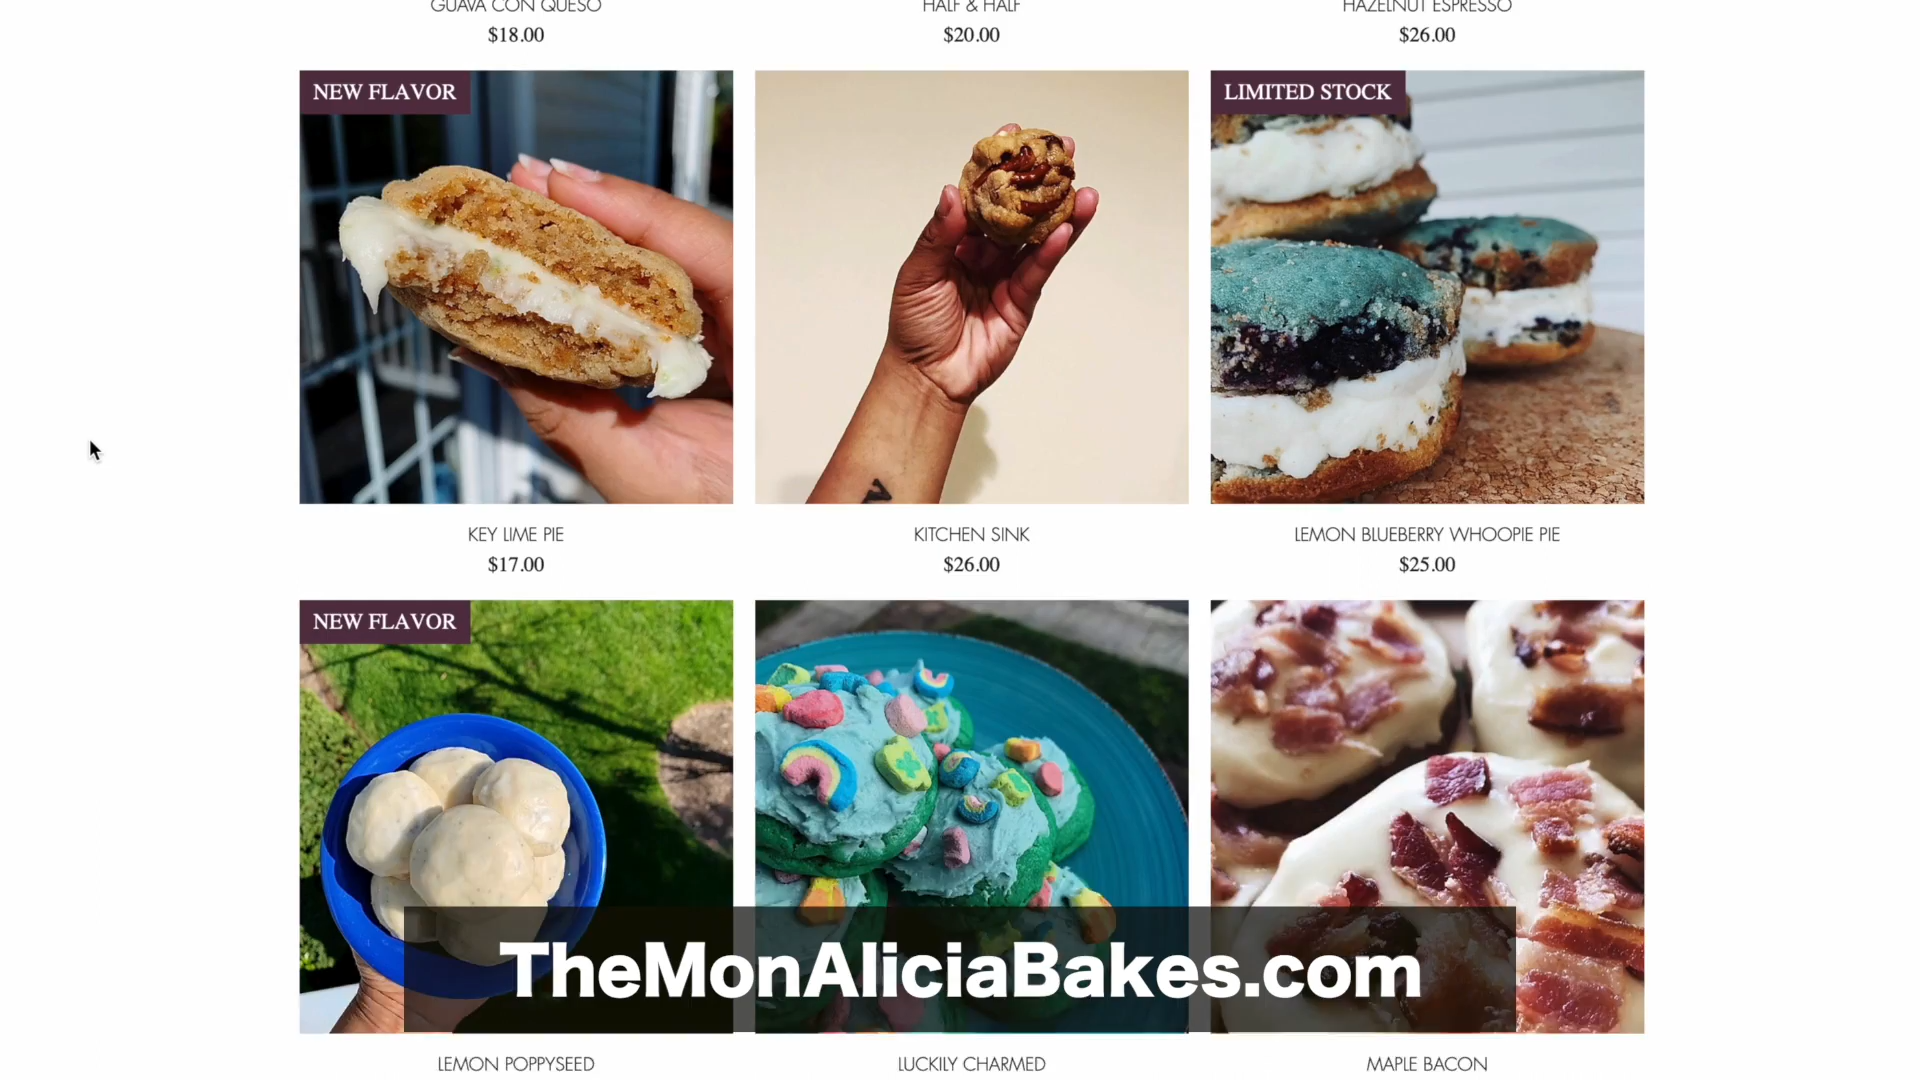 GUAVA CON QUESO
HALF & HALF
HAZELNUT ESPRESSO
$18.00
$20.00
$26.00
NEW FLAVOR
LIMITED STOCK
KEY LIME PIE
KITCHEN SINK
LEMON BLUEBERRY WHOOPIE PIE
$17.00
$26.00
$25.00
NEW FLAVOR
TheMonAliciaBakes.com
LEMON POPPYSEED
LUCKILY CHARMED
MAPLE BACON